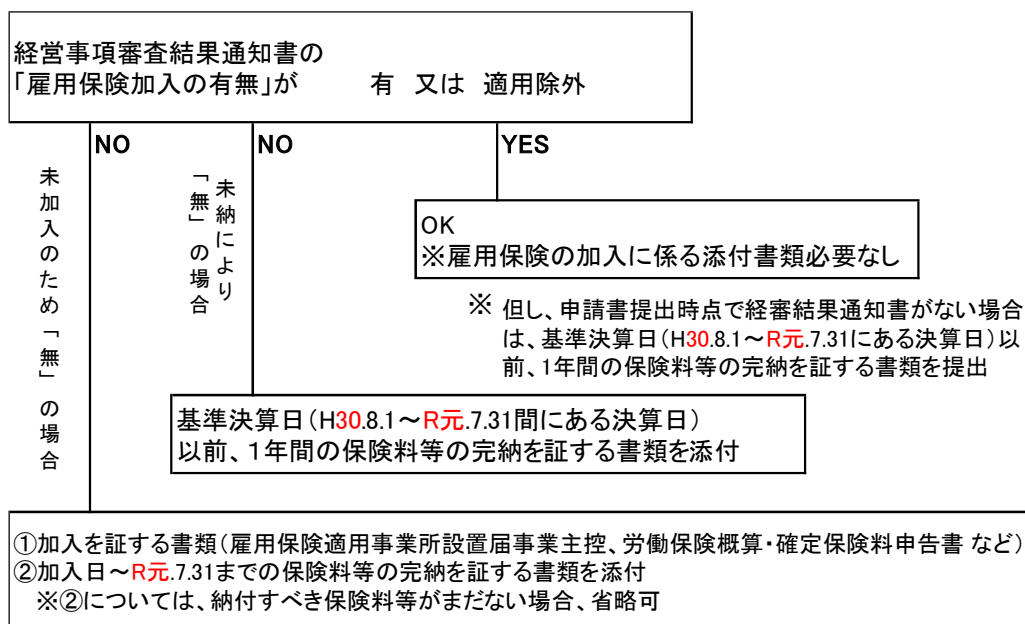 経営事項審査結果通知書の
「雇用保険加入の有無」が　　有 又は 適用除外
NO
NO
YES
未加入のため「無」の場合
未納により
「無」の場合
OK
※雇用保険の加入に係る添付書類必要なし
※ 但し、申請書提出時点で経審結果通知書がない場合
は、基準決算日(H30.8.1～R元.7.31にある決算日)以
前、1年間の保険料等の完納を証する書類を提出
基準決算日(H30.8.1～R元.7.31間にある決算日)
以前、1年間の保険料等の完納を証する書類を添付
①加入を証する書類(雇用保険適用事業所設置届事業主控、労働保険概算・確定保険料申告書 など)
②加入日～R元.7.31までの保険料等の完納を証する書類を添付
※②については、納付すべき保険料等がまだない場合、省略可